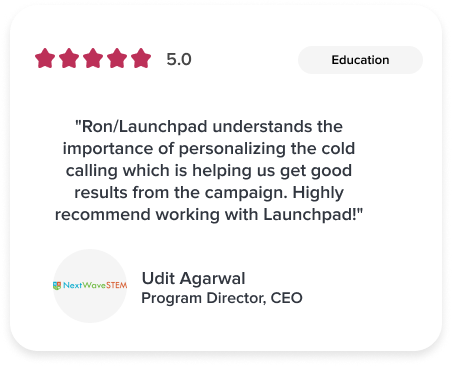 5.0
Education
"Ron/Launchpad understands the
importance of personalizing the cold
calling which is helping us get good
results from the campaign. Highly
recommend working with Launchpad!"
NextWaveSTEM
Udit Agarwal
Program Director, CEO